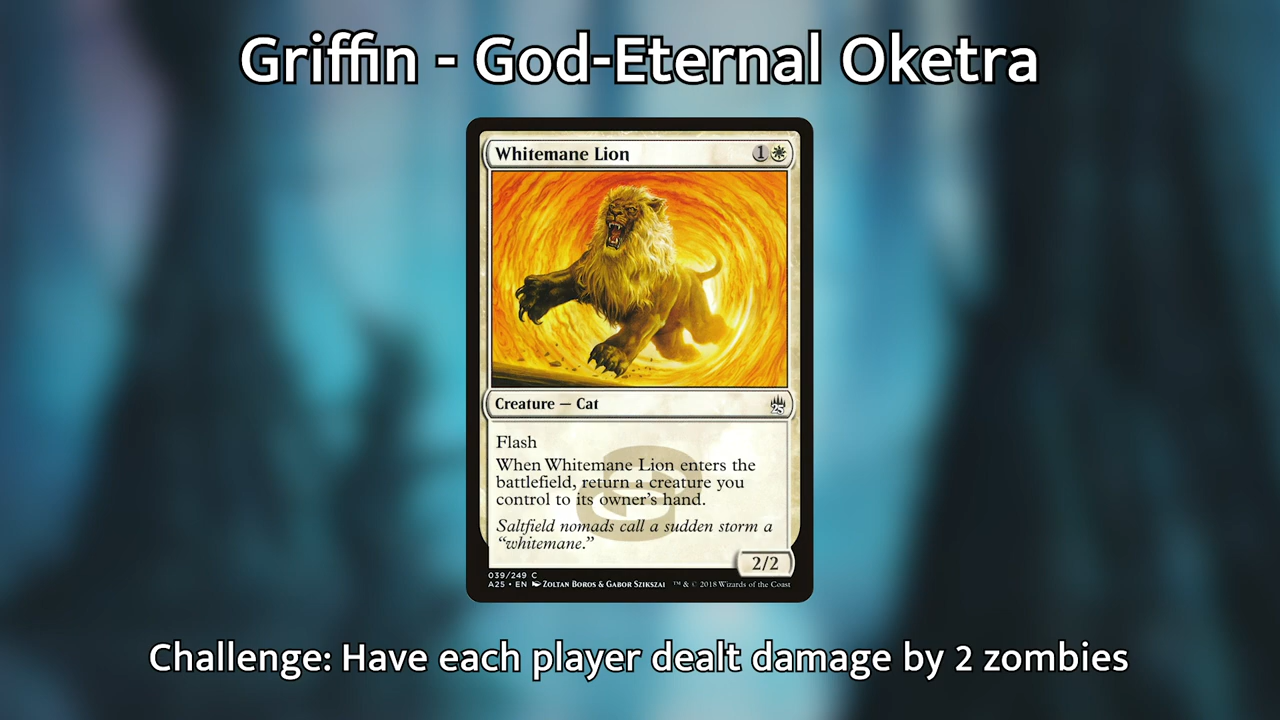 Griffin - God-Eternal Oketra
Whitemane Lion 1
Creature — Cat
25
Flash
When Whitemane Lion enters the
battlefield, return a creature you
control to its owner's hand.
Saltfield nomads call a sudden storm a
“whitemane.”
2/2
039/249 C
A25 • EN Zoltan Boros & Gabor Szikszai ™ & © 2018 Wizards of the Coast
Challenge: Have each player dealt damage by 2 zombies